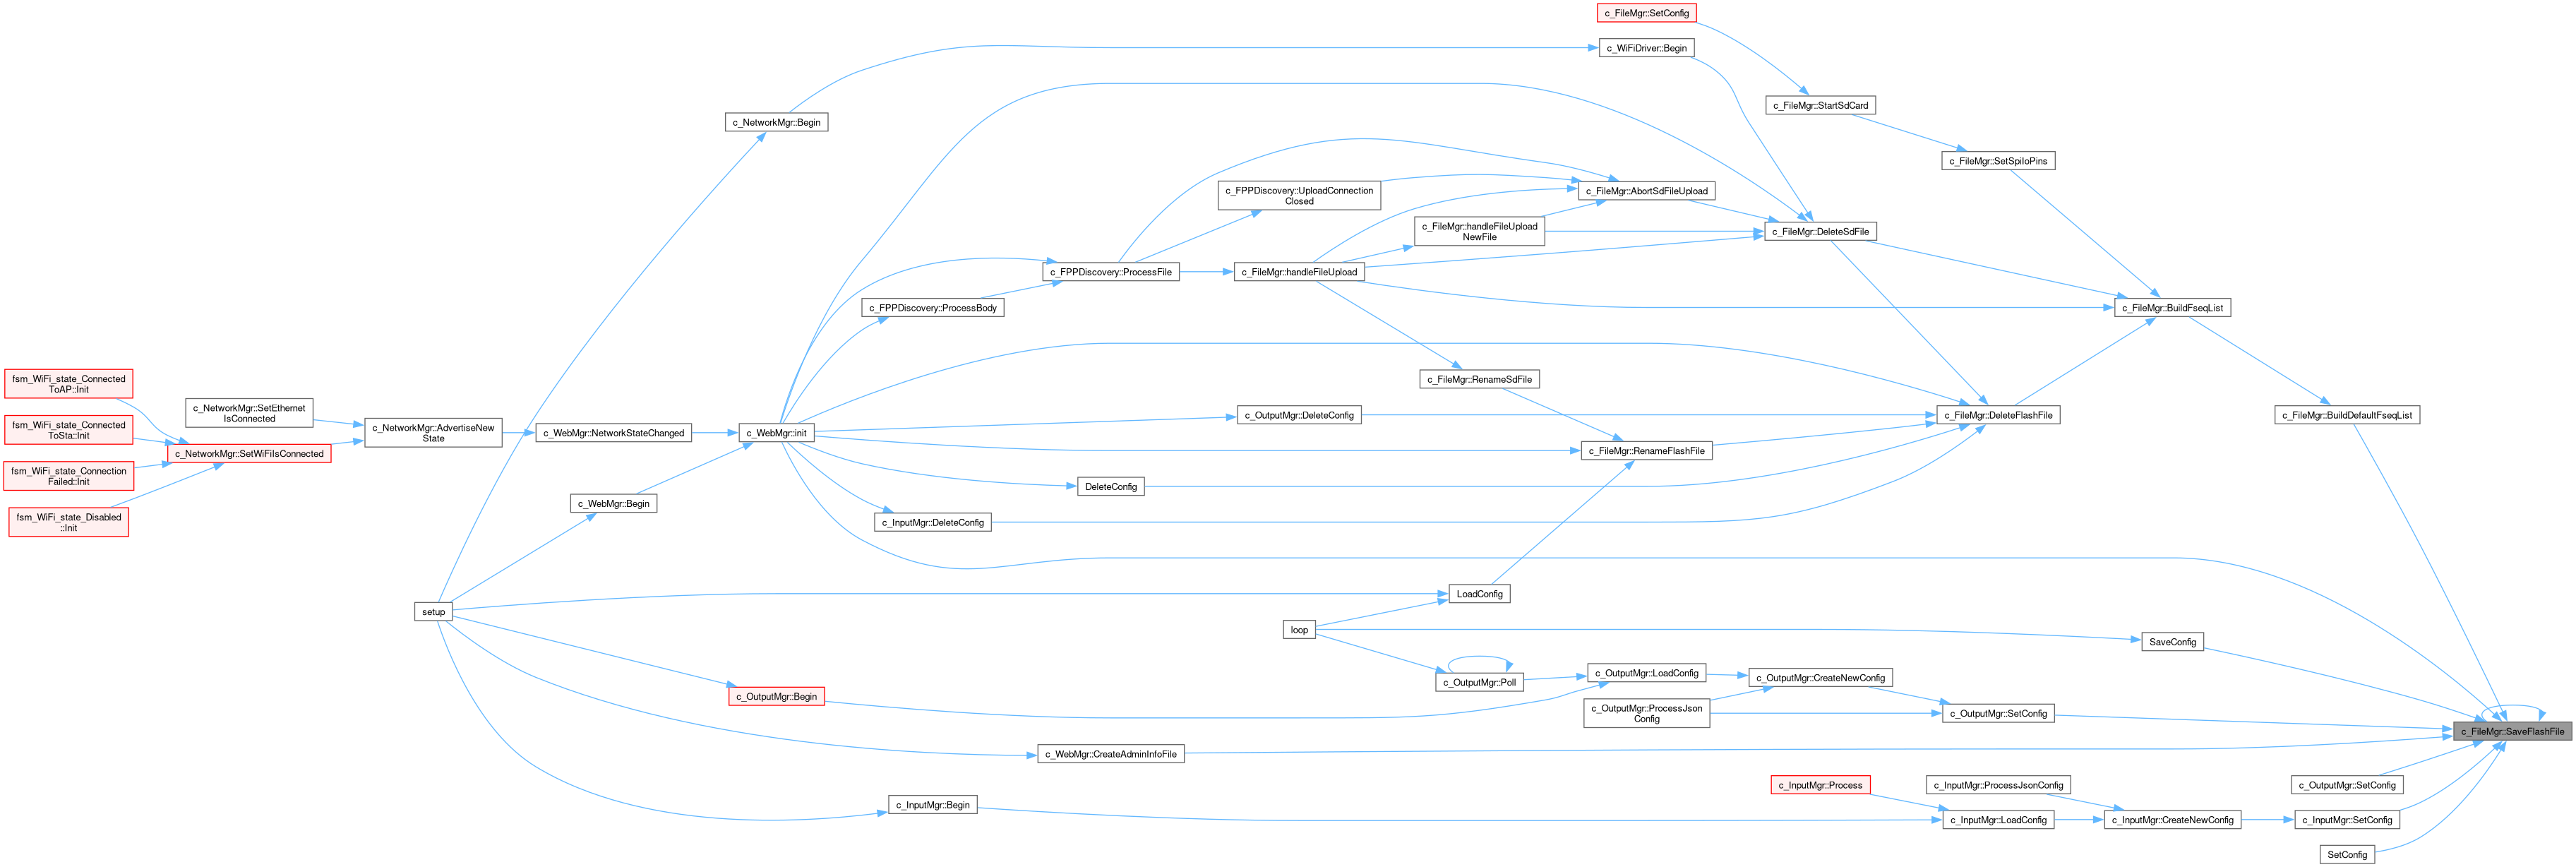 c_FileMgr::SetConfig
c_WiFiDriver::Begin
c_FileMgr::StartSdCard
c_NetworkMgr::Begin
c_FileMgr::SetSpiIoPins
c_FPPDiscovery::UploadConnection
Closed
c_FileMgr::AbortSdFileUpload
c_FileMgr::handleFileUpload
NewFile
c_FileMgr::DeleteSdFile
c_FPPDiscovery::ProcessFile
c_FileMgr::handleFileUpload
c_FPPDiscovery::ProcessBody
c_FileMgr::BuildFseqList
fsm_WiFi_state_Connected
ToAP::Init
c_FileMgr::RenameSdFile
c_NetworkMgr::SetEthernet
IsConnected
c_OutputMgr::DeleteConfig
c_FileMgr::DeleteFlashFile
c_FileMgr::BuildDefaultFseqList
fsm_WiFi_state_Connected
ToSta::Init
c_NetworkMgr::AdvertiseNew
State
c_WebMgr::NetworkStateChanged
c_WebMgr::init
c_NetworkMgr::SetWiFiIsConnected
c_FileMgr::RenameFlashFile
fsm_WiFi_state_Connection
Failed::Init
DeleteConfig
c_WebMgr::Begin
fsm_WiFi_state_Disabled
::Init
c_InputMgr::DeleteConfig
LoadConfig
setup
loop
SaveConfig
c_OutputMgr::Poll
c_OutputMgr::LoadConfig
c_OutputMgr::CreateNewConfig
c_OutputMgr::Begin
c_OutputMgr::ProcessJson
Config
c_OutputMgr::SetConfig
c_FileMgr::SaveFlashFile
c_WebMgr::CreateAdminInfoFile
c_InputMgr::Process
c_InputMgr::ProcessJsonConfig
c_OutputMgr::SetConfig
c_InputMgr::Begin
c_InputMgr::LoadConfig
c_InputMgr::CreateNewConfig
c_InputMgr::SetConfig
SetConfig